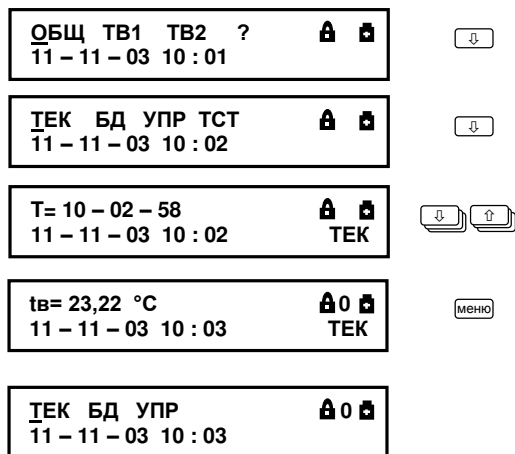 ОБЩ ТВ1 ТВ2 ?
11 – 11 – 03 10 : 01
ТЕК БД УПР ТСТ
11 – 11 – 03 10 : 02
Т= 10 – 02 – 58
11 – 11 – 03 10 : 02 ТЕК
tв= 23,22 °C 0
11 – 11 – 03 10 : 03 ТЕК
меню
ТЕК БД УПР 0
11 – 11 – 03 10 : 03